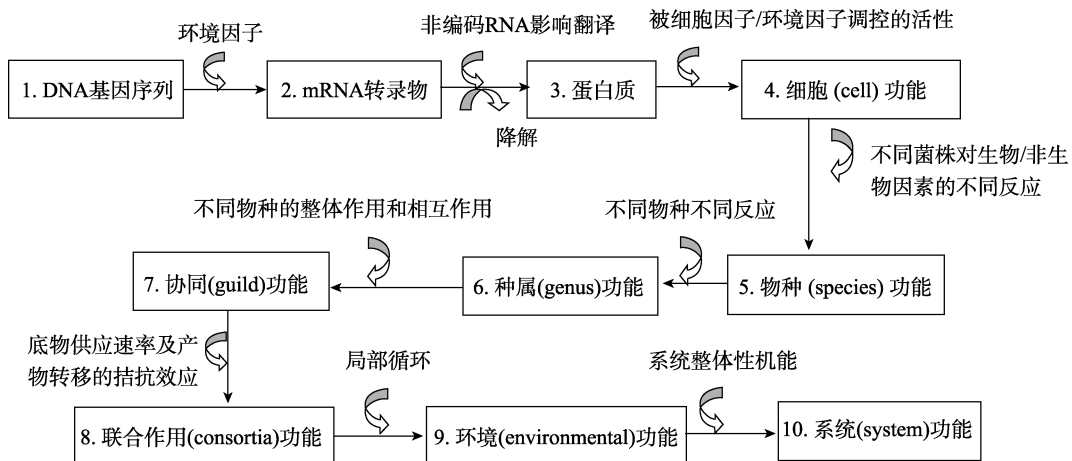 环境因子
非编码RNA影响翻译
被细胞因子/环境因子调控的活性
1. DNA基因序列
2. mRNA转录物
3. 蛋白质
4. 细胞 (cell) 功能
降解
不同菌株对生物/非生
物因素的不同反应
不同物种的整体作用和相互作用
不同物种不同反应
7. 协同(guild)功能
6. 种属(genus)功能
5. 物种 (species) 功能
底物供应速率及产
物转移的拮抗效应
局部循环
系统整体性机能
8. 联合作用(consortia)功能
9. 环境(environmental)功能
10. 系统(system)功能